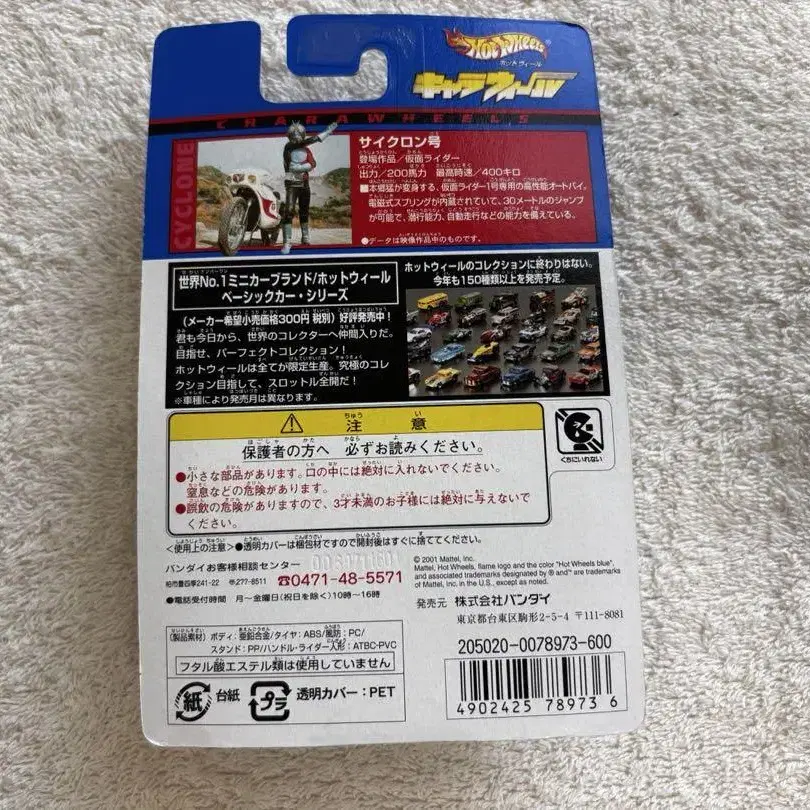 Hot Wheels
ホットウィール
キャラウィール
CHARAWHEELS
CYCLONE
サイクロン号
登場作品/仮面ライダー
出力/200馬力 最高時速/400キロ
■本郷猛が変身する、仮面ライダー1号専用の高性能オートバイ。
電磁式スプリングが内蔵されていて、30メートルのジャンプ
が可能で、潜行能力、自動走行などの能力を備えている。
●データは映像作品中のものです。
世界No.1ミニカーブランド/ホットウィール
ベーシックカー・シリーズ
(メーカー希望小売価格300円 税別) 好評発売中!
君も今日から、世界のコレクターへ仲間入りだ。
目指せ、パーフェクトコレクション!
ホットウィールは全てが限定生産。究極のコレ
クション目指して、スロットル全開だ!
※車種により発売月は異なります。
ホットウィールのコレクションに終わりはない。
今年も150種類以上を発売予定。
注意
保護者の方へ 必ずお読みください。
●小さな部品があります。口の中には絶対に入れないでください。
窒息などの危険があります。
●誤飲の危険がありますので、3才未満のお子様には絶対に与えないで
ください。
くちにいれない
<使用上の注意>●透明カバーは梱包材ですので開封後はすぐに捨ててください。
バンダイお客様相談センター
柏市豊四季241-22 〒277-8511 ☎0471-48-5571
●電話受付時間 月〜金曜日(祝日を除く)10時〜16時
© 2001 Mattel, Inc.
Mattel, Hot Wheels, flame logo and the color "Hot Wheels blue",
and associated trademarks designated by ® and™ are trademarks
of Mattel, Inc. in the U.S., except as noted.
発売元 株式会社バンダイ
東京都台東区駒形2-5-4 〒111-8081
〔製品素材〕ボディ:亜鉛合金/タイヤ:ABS/風防:PC/
スタンド:PP/ハンドル・ライダー人形:ATBC-PVC
フタル酸エステル類は使用していません
紙 台紙 プラ 透明カバー:PET
205020-0078973-600
4902425 789736